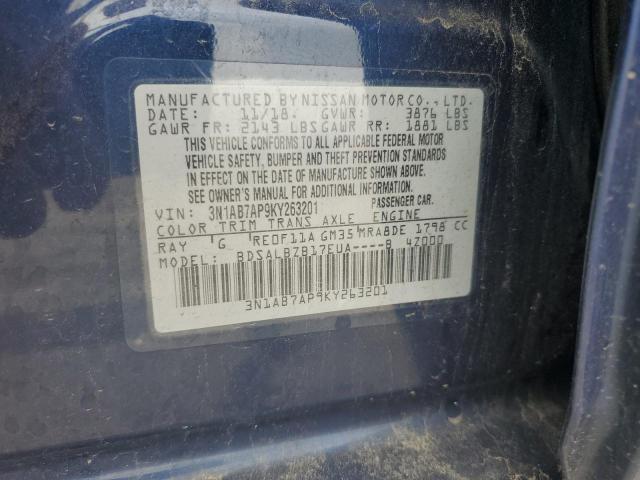 MANUFACTURED BY NISSAN MOTOR CO., LTD.
DATE: 11/18. GVWR: 3876 LBS
GAWR FR: 2143 LBS GAWR RR: 1881 LBS
THIS VEHICLE CONFORMS TO ALL APPLICABLE FEDERAL MOTOR
VEHICLE SAFETY, BUMPER AND THEFT PREVENTION STANDARDS
IN EFFECT ON THE DATE OF MANUFACTURE SHOWN ABOVE.
SEE OWNER'S MANUAL FOR ADDITIONAL
VIN: 3N1AB7AP9KY263201 PASSENGER CAR.
COLOR TRIM TRANS AXLE ENGINE
RAY G RE0F11A GM35 MRA8DE 1798 CC
MODEL: BDSALBZB17EUA----B 4Z000
3N1AB7AP9KY263201